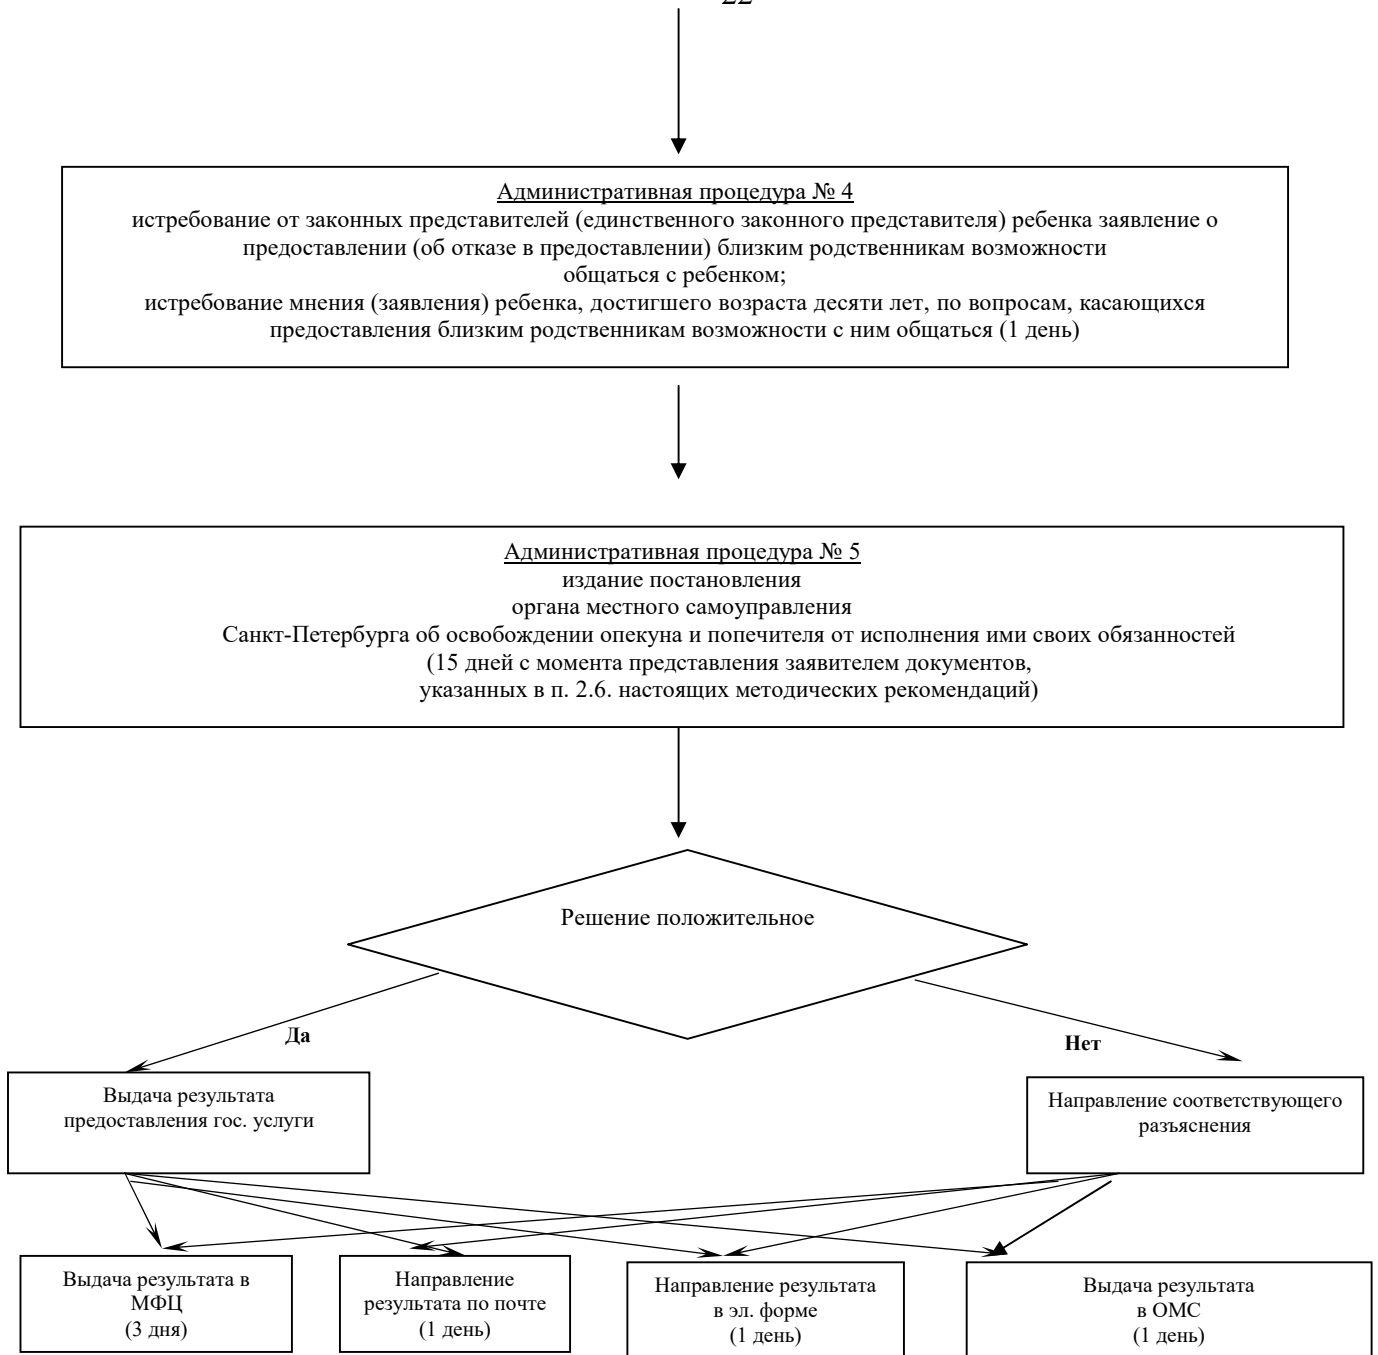 22
Административная процедура № 4
истребование от законных представителей (единственного законного представителя) ребенка заявление о
предоставлении (об отказе в предоставлении) близким родственникам возможности
общаться с ребенком;
истребование мнения (заявления) ребенка, достигшего возраста десяти лет, по вопросам, касающихся
предоставления близким родственникам возможности с ним общаться (1 день)
Административная процедура № 5
издание постановления
органа местного самоуправления
Санкт-Петербурга об освобождении опекуна и попечителя от исполнения ими своих обязанностей
(15 дней с момента представления заявителем документов,
указанных в п. 2.6. настоящих методических рекомендаций)
Решение положительное
Да
Нет
Выдача результата
предоставления гос. услуги
Направление соответствующего
разъяснения
Выдача результата в
МФЦ
(3 дня)
Направление
результата по почте
(1 день)
Направление результата
в эл. форме
(1 день)
Выдача результата
в ОМС
(1 день)